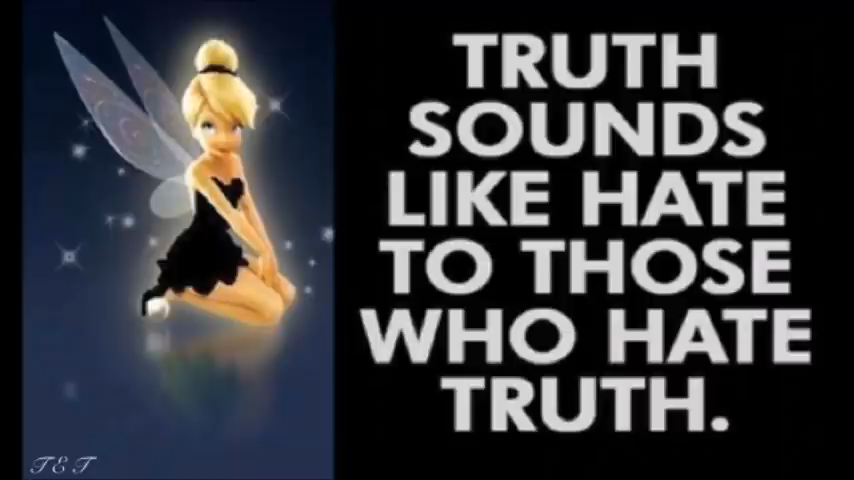 TRUTH
SOUNDS
LIKE HATE
TO THOSE
WHO HATE
TRUTH.
T&T